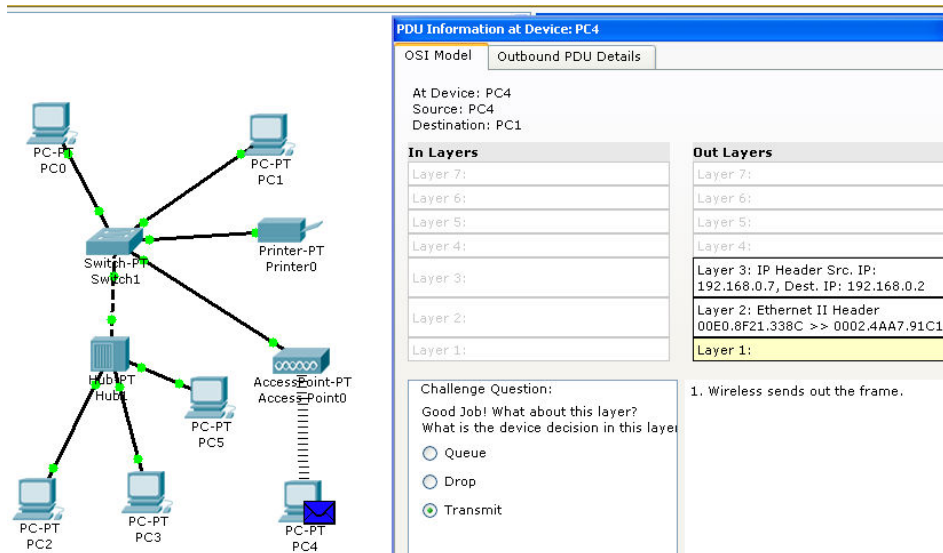 PDU Information at Device: PC4
OSI Model
Outbound PDU Details
At Device: PC4
Source: PC4
Destination: PC1
In Layers
Layer 7:
Layer 6:
Layer 5:
Layer 4:
Layer 3:
Layer 2:
Layer 1:
Out Layers
Layer 7:
Layer 6:
Layer 5:
Layer 4:
Layer 3: IP Header Src. IP:
192.168.0.7, Dest. IP: 192.168.0.2
Layer 2: Ethernet II Header
00E0.8F21.338C >> 0002.4AA7.91C1
Layer 1:
Challenge Question:
Good Job! What about this layer?
What is the device decision in this layer
Queue
Drop
Transmit
1. Wireless sends out the frame.
PC-PT
PC0
PC-PT
PC1
Printer-PT
Printer0
Switch-PT
Switch1
Hub-PT
Hub1
AccessPoint-PT
Access Point0
PC-PT
PC5
PC-PT
PC2
PC-PT
PC3
PC-PT
PC4